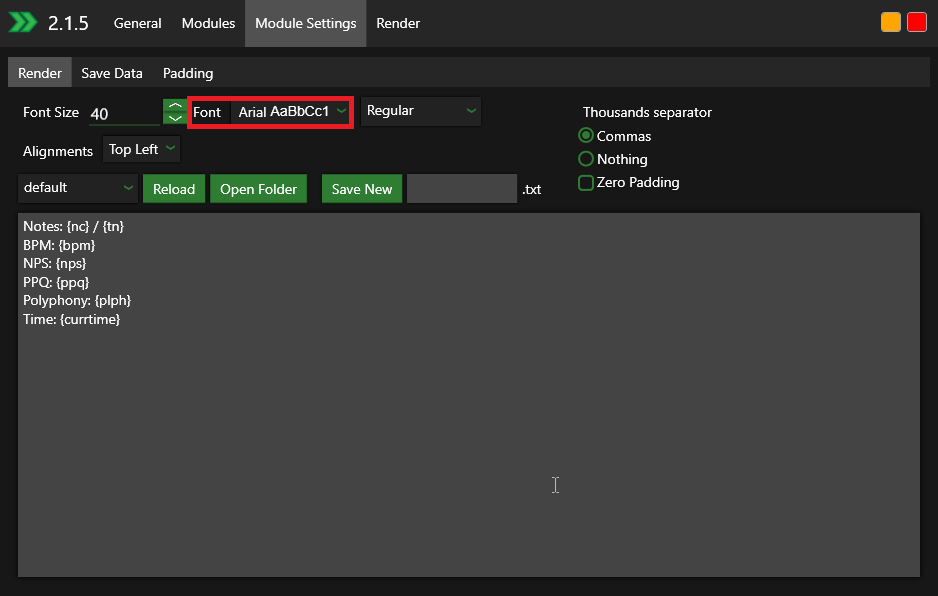 2.1.5 General Modules Module Settings Render
Render Save Data Padding
Font Size 40 Font Arial AaBbCc1 Regular
Alignments Top Left
Thousands separator
Commas
Nothing
Zero Padding
default Reload Open Folder Save New .txt
Notes: {nc} / {tn}
BPM: {bpm}
NPS: {nps}
PPQ: {ppq}
Polyphony: {plph}
Time: {currtime}